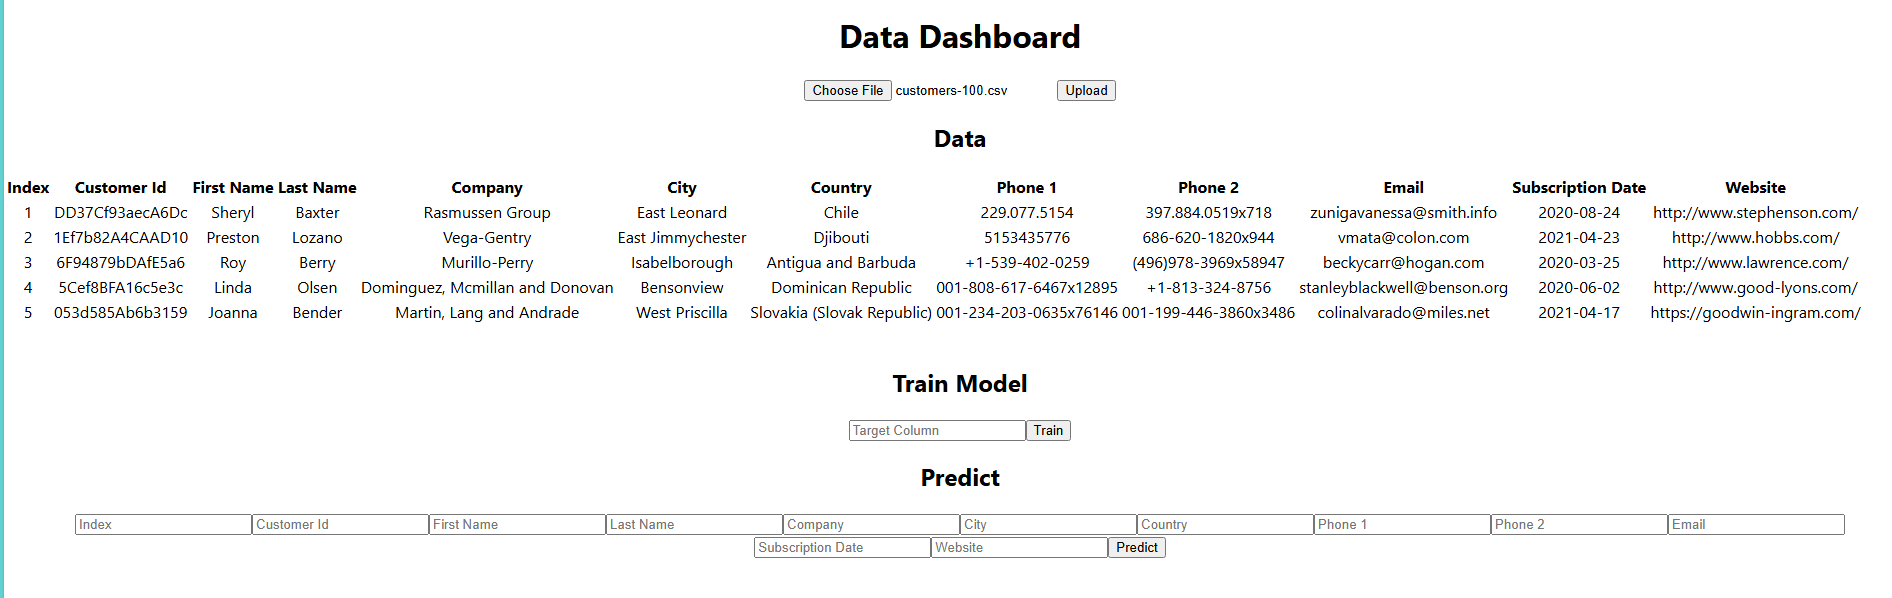 Data Dashboard
Choose File customers-100.csv Upload
Data
Index Customer Id First Name Last Name Company City Country Phone 1 Phone 2 Email Subscription Date Website
1 DD37Cf93aecA6Dc Sheryl Baxter Rasmussen Group East Leonard Chile 229.077.5154 397.884.0519x718 zunigavanessa@smith.info 2020-08-24 http://www.stephenson.com/
2 1Ef7b82A4CAAD10 Preston Lozano Vega-Gentry East Jimmychester Djibouti 5153435776 686-620-1820x944 vmata@colon.com 2021-04-23 http://www.hobbs.com/
3 6F94879bDAfE5a6 Roy Berry Murillo-Perry Isabelborough Antigua and Barbuda +1-539-402-0259 (496)978-3969x58947 beckycarr@hogan.com 2020-03-25 http://www.lawrence.com/
4 5Cef8BFA16c5e3c Linda Olsen Dominguez, Mcmillan and Donovan Bensonview Dominican Republic 001-808-617-6467x12895 +1-813-324-8756 stanleyblackwell@benson.org 2020-06-02 http://www.good-lyons.com/
5 053d585Ab6b3159 Joanna Bender Martin, Lang and Andrade West Priscilla Slovakia (Slovak Republic) 001-234-203-0635x76146 001-199-446-3860x3486 colinalvarado@miles.net 2021-04-17 https://goodwin-ingram.com/
Train Model
Target Column Train
Predict
Index Customer Id First Name Last Name Company City Country Phone 1 Phone 2 Email
Subscription Date Website Predict